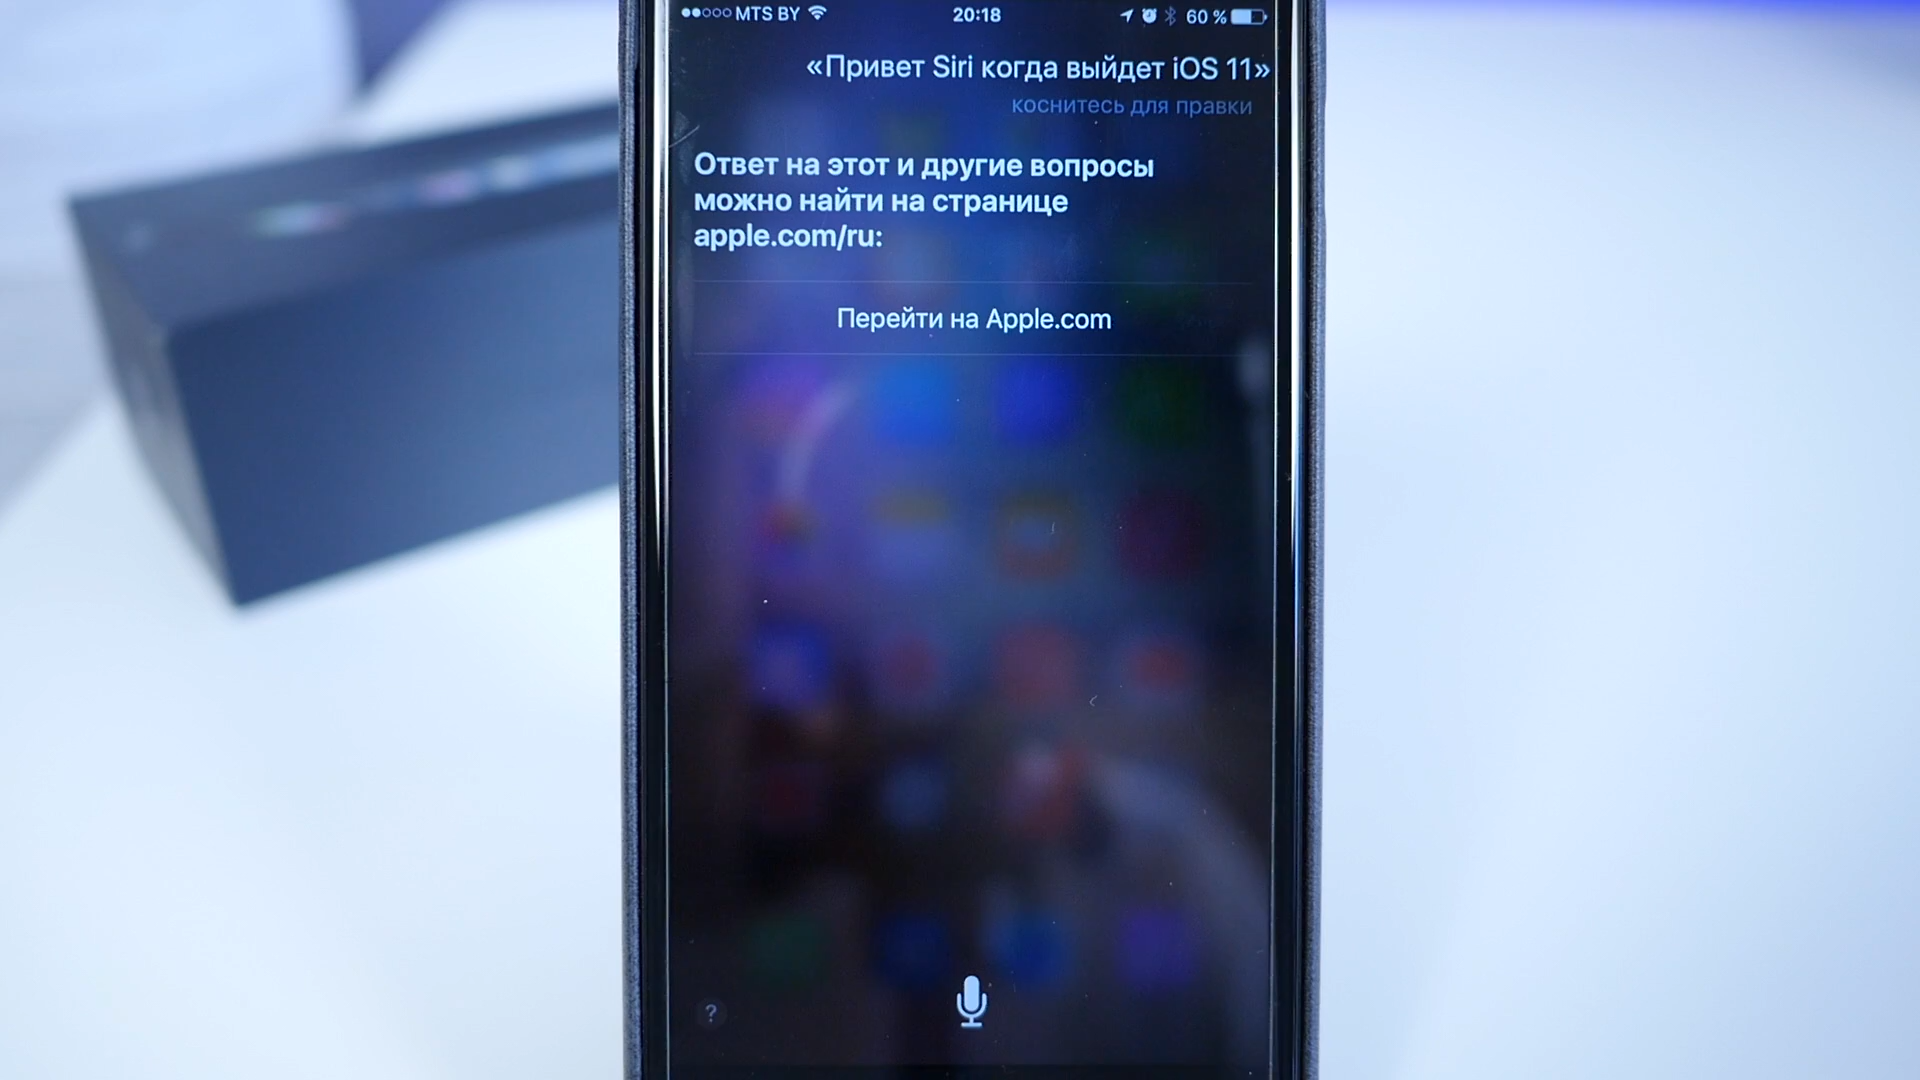 MTS BY
20:18
60 %
«Привет Siri когда выйдет iOS 11»
коснитесь для правки
Ответ на этот и другие вопросы
можно найти на странице
apple.com/ru:
Перейти на Apple.com
?